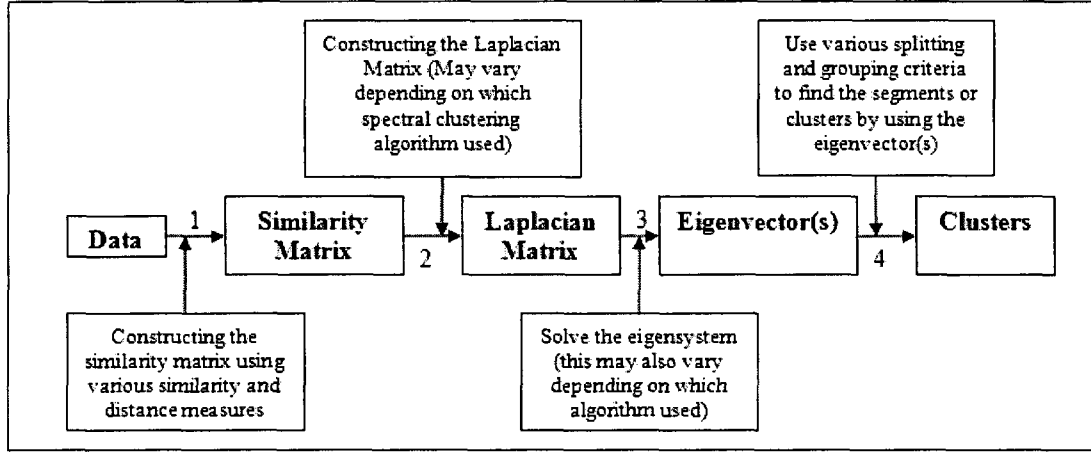 Constructing the Laplacian
Matrix (May vary
depending on which
spectral clustering
algorithm used)
Use various splitting
and grouping criteria
to find the segments or
clusters by using the
eigenvector(s)
Data
1
Similarity
Matrix
2
Laplacian
Matrix
3
Eigenvector(s)
4
Clusters
Constructing the
similarity matrix using
various similarity and
distance measures
Solve the eigensystem
(this may also vary
depending on which
algorithm used)